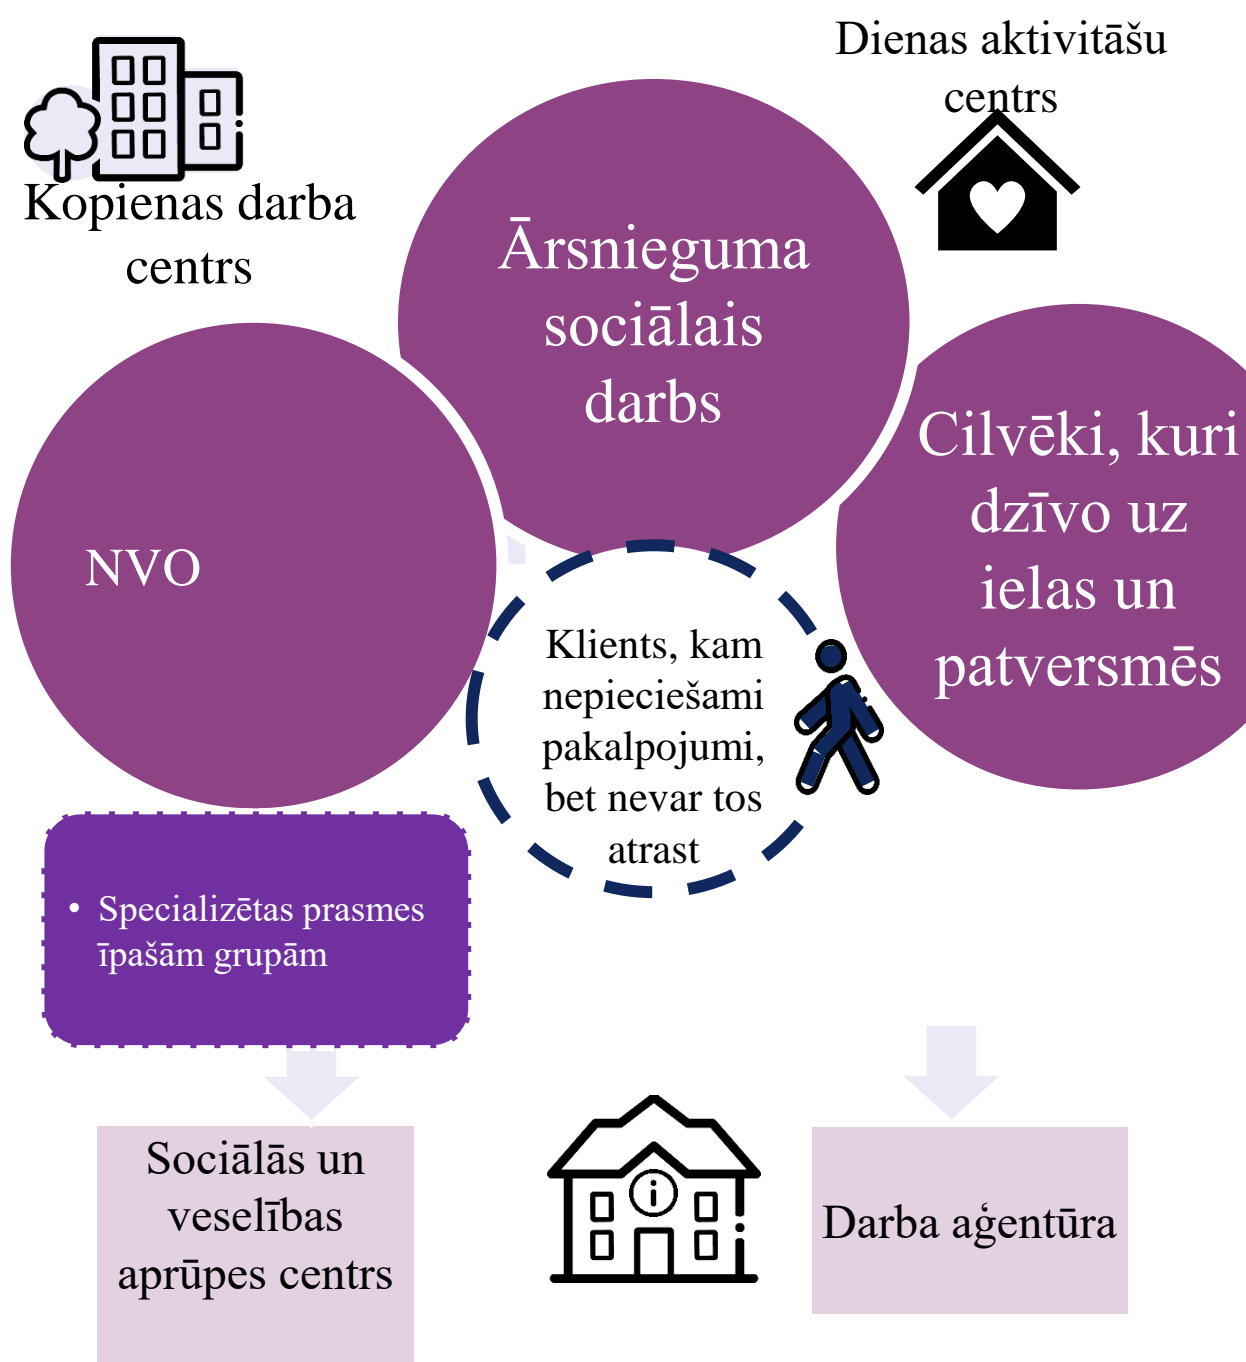 Dienas aktivitāšu
centrs
Kopienas darba
centrs
Ārsnieguma
sociālais
darbs
Cilvēki, kuri
dzīvo uz
ielas un
patversmēs
NVO
Klients, kam
nepieciešami
pakalpojumi,
bet nevar tos
atrast
• Specializētas prasmes
īpašām grupām
Sociālās un
veselības
aprūpes centrs
i
Darba aģentūra